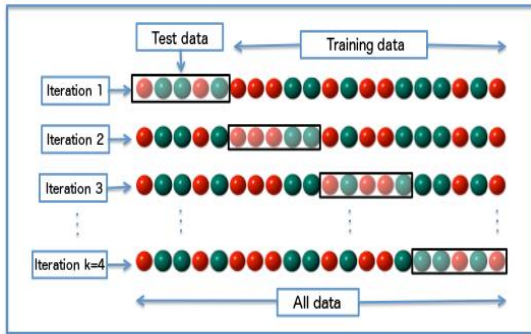 Test data
Training data
Iteration 1
Iteration 2
Iteration 3
Iteration k=4
All data